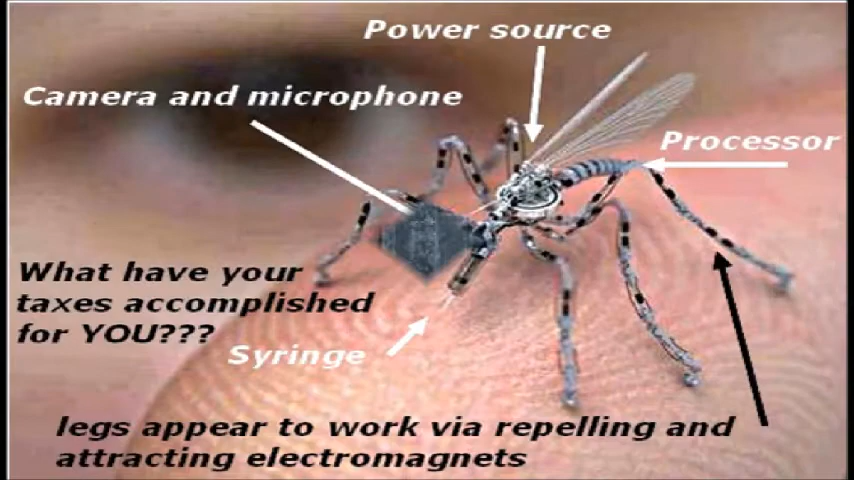 Power source
Camera and microphone
Processor
What have your
taxes accomplished
for YOU???
Syringe
legs appear to work via repelling and
attracting electromagnets